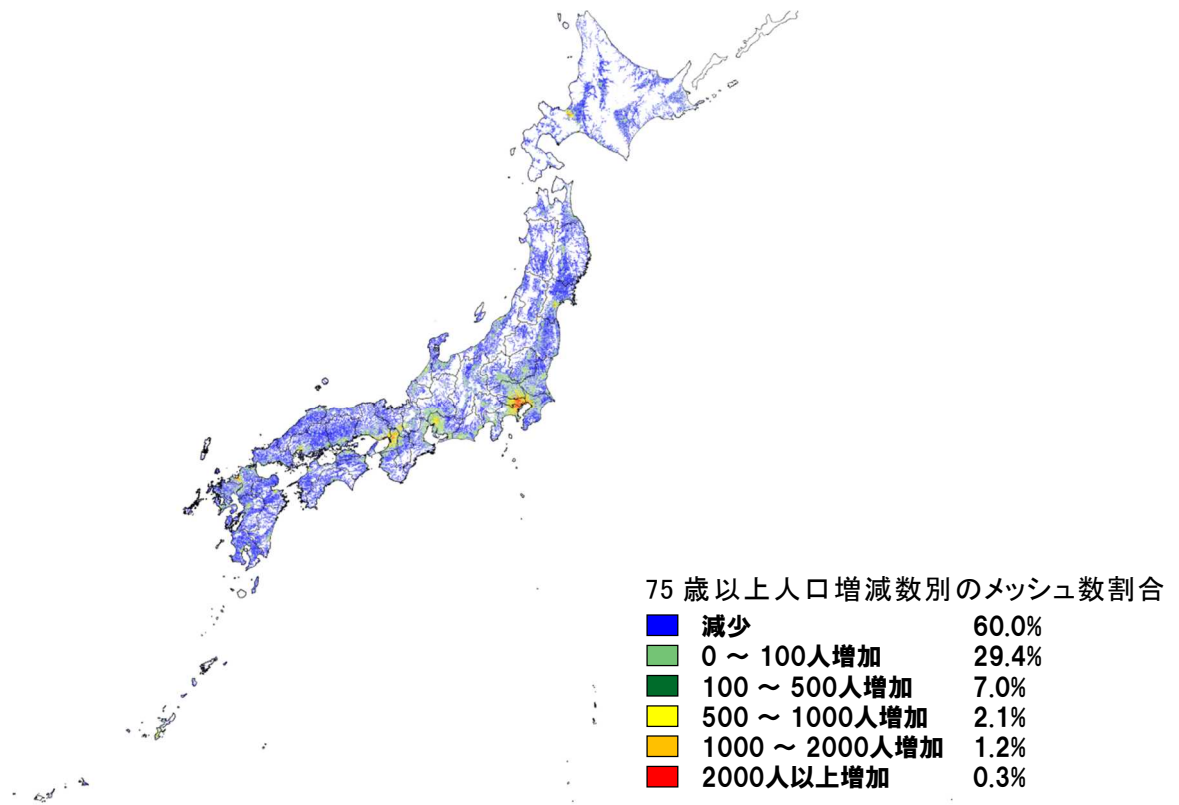 75 歳以上人口増減数別のメッシュ数割合
減少 60.0%
0 ～ 100人増加 29.4%
100 ～ 500人増加 7.0%
500 ～ 1000人増加 2.1%
1000 ～ 2000人増加 1.2%
2000人以上増加 0.3%